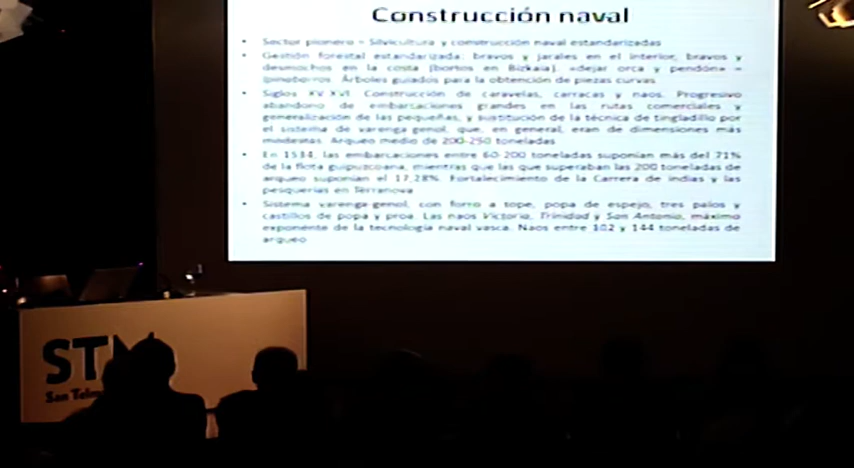 Construcción naval
• Sector pionero – Silvicultura y construcción naval estandarizadas
• Gestión forestal estandarizada: bravos y jarales en el interior, bravos y
desmochos en la costa (bortos en Bizkaia). «dejar orca y pendón» –
Árboles guiados para la obtención de piezas curvas
• Siglos XV-XVI. Construcción de carabelas, carracas y naos. Progresivo
abandono de embarcaciones grandes en las rutas comerciales y
generalización de las pequeñas, y sustitución de la técnica de tingladillo por
el sistema de varenga-genol, que, en general, eran de dimensiones más
modestas. Arqueo medio de 200-250 toneladas
• En 1534, las embarcaciones entre 60-200 toneladas suponían más del 71%
de la flota guipuzcoana, mientras que las que superaban las 200 toneladas de
arqueo suponían el 17,28%. Fortalecimiento de la Carrera de Indias y las
pesquerías en Terranova
• Sistema varenga-genol, con forro a tope, popa de espejo, tres palos y
castillos de popa y proa. Las naos Victoria, Trinidad y San Antonio, máximo
exponente de la tecnología naval vasca. Naos entre 102 y 144 toneladas de
arqueo
ST
San Telmo